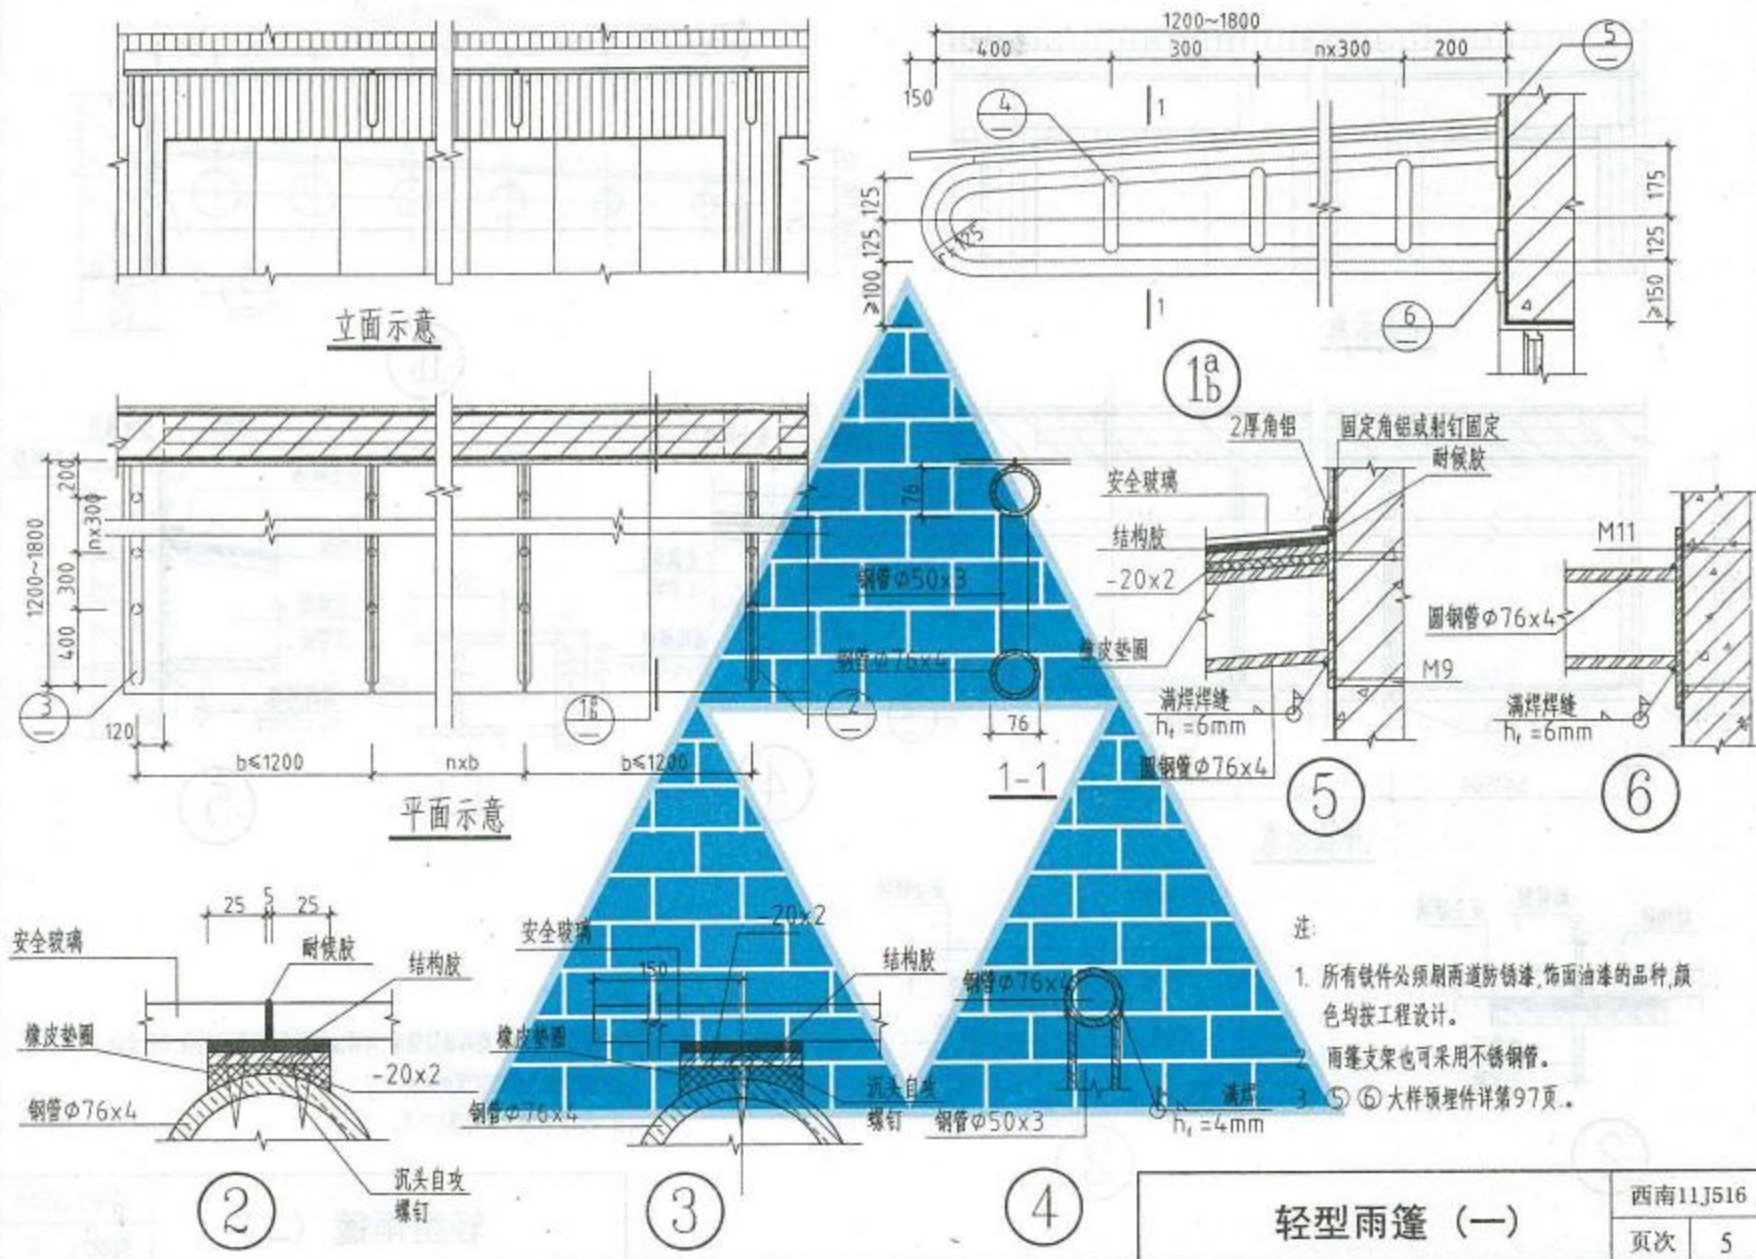 1200~1800
400
300
nx300
200
150
1
1
4
5
6
125
125
≥100
r=125
175
125
≥150
立面示意
1a
b
200
nx300
300
400
1200~1800
3
120
b≤1200
nxb
b≤1200
1a
b
2
平面示意
76
钢管Φ50x3
钢管Φ76x4
76
1-1
2厚角铝
固定角铝或射钉固定
耐候胶
安全玻璃
结构胶
-20x2
橡皮垫圈
M9
满焊焊缝
hf=6mm
圆钢管Φ76x4
5
M11
圆钢管Φ76x4
满焊焊缝
hf=6mm
6
25
5
25
安全玻璃
耐候胶
结构胶
橡皮垫圈
-20x2
钢管Φ76x4
沉头自攻
螺钉
2
安全玻璃
-20x2
150
结构胶
橡皮垫圈
钢管Φ76x4
沉头自攻
螺钉
3
钢管Φ76x4
钢管Φ50x3
满焊
hf=4mm
4
注:
1. 所有铁件必须刷两道防锈漆,饰面油漆的品种,颜
色均按工程设计。
2 雨篷支架也可采用不锈钢管。
3 ⑤ ⑥ 大样预埋件详第97页.。
轻型雨篷 (一)
西南11J516
页次 5